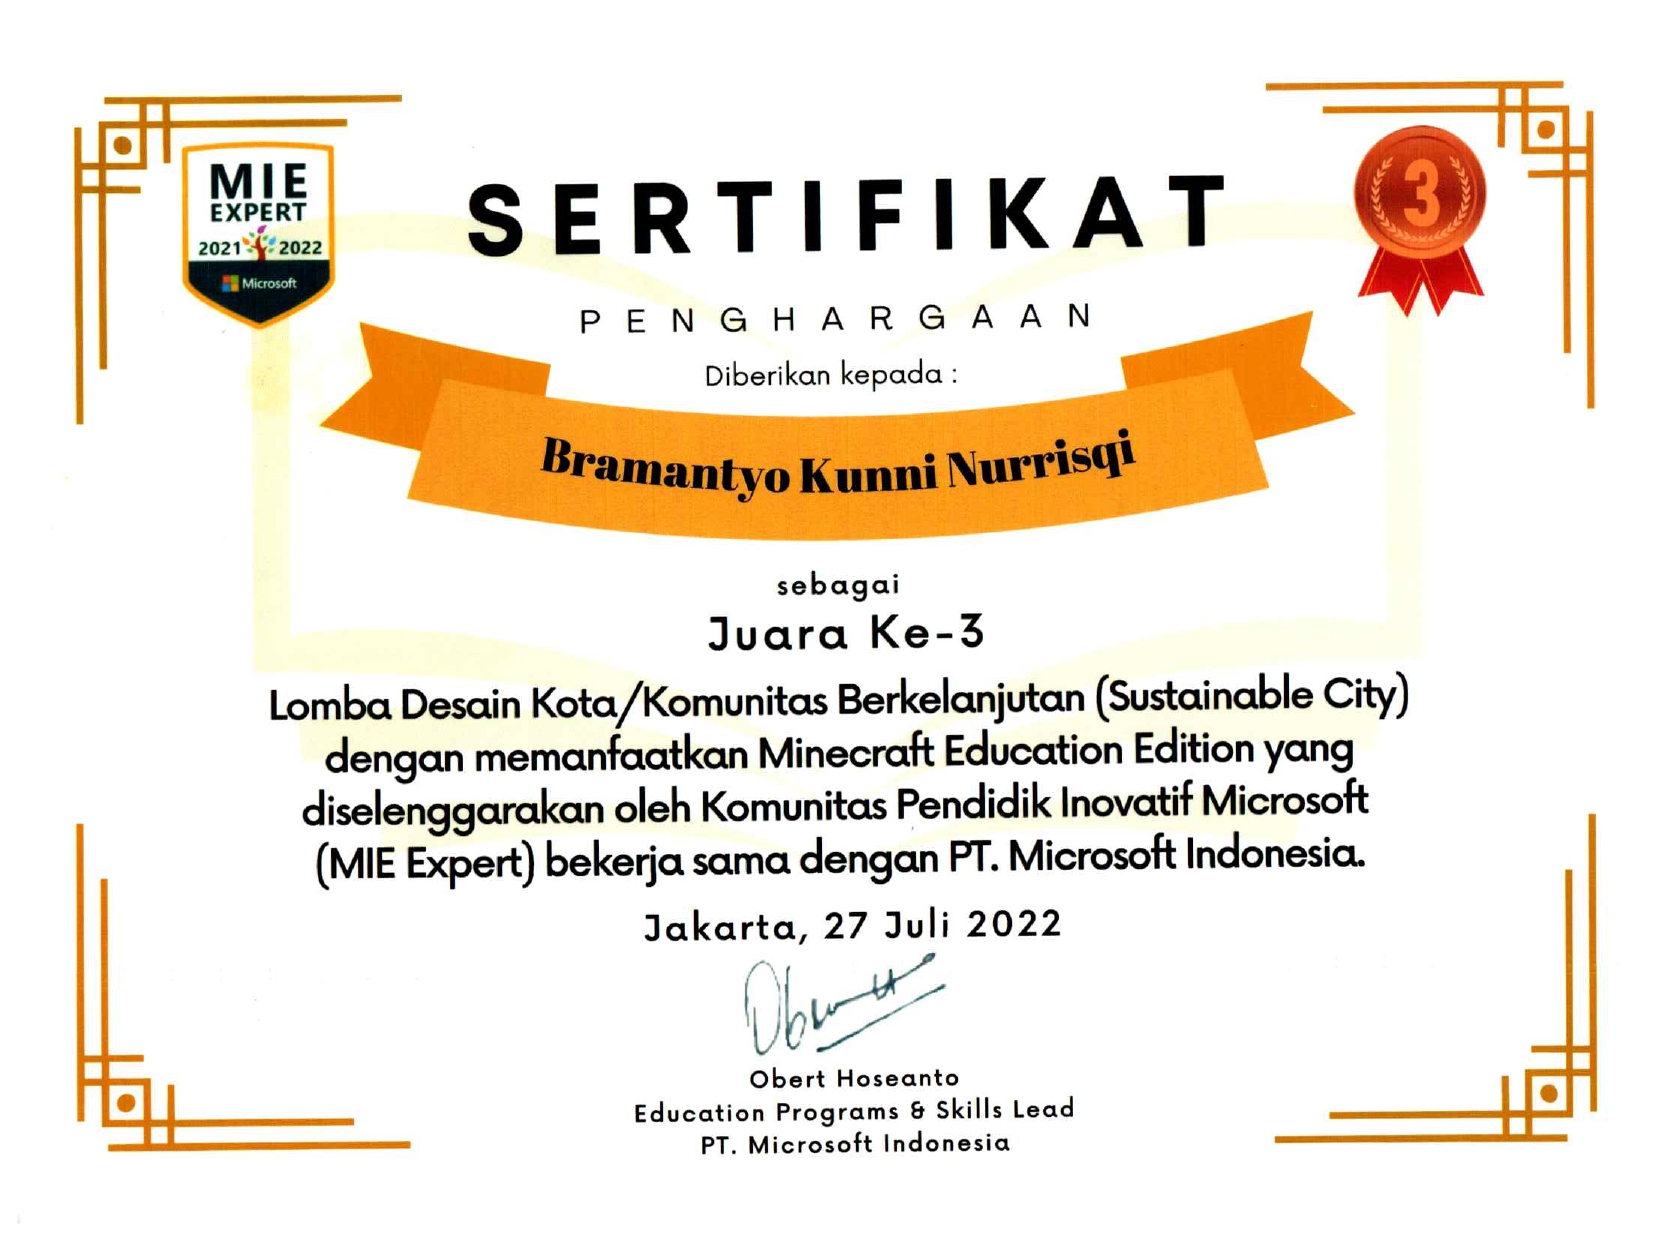 MIE
EXPERT
2021 2022
Microsoft
3
SERTIFIKAT
PENGHARGAAN
Diberikan kepada :
Bramantyo Kunni Nurrisqi
sebagai
Juara Ke-3
Lomba Desain Kota/Komunitas Berkelanjutan (Sustainable City)
dengan memanfaatkan Minecraft Education Edition yang
diselenggarakan oleh Komunitas Pendidik Inovatif Microsoft
(MIE Expert) bekerja sama dengan PT. Microsoft Indonesia.
Jakarta, 27 Juli 2022
Obert Hoseanto
Education Programs & Skills Lead
PT. Microsoft Indonesia